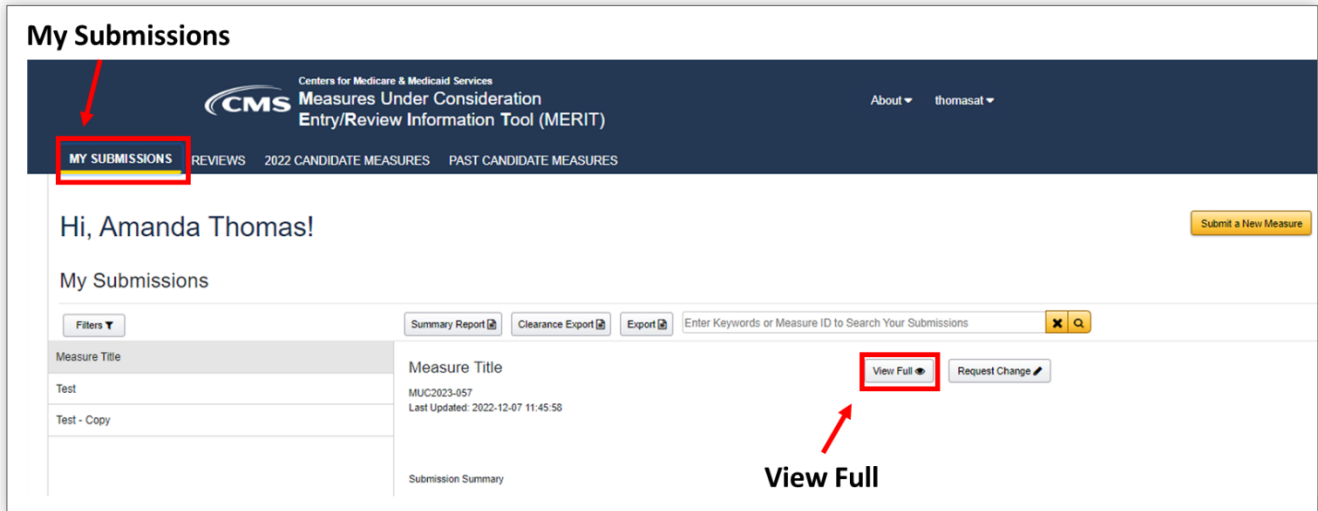 My Submissions
Centers for Medicare & Medicaid Services
CMS Measures Under Consideration
Entry/Review Information Tool (MERIT)
About thomasat
MY SUBMISSIONS REVIEWS 2022 CANDIDATE MEASURES PAST CANDIDATE MEASURES
Hi, Amanda Thomas!
Submit a New Measure
My Submissions
Filters Summary Report Clearance Export Export Enter Keywords or Measure ID to Search Your Submissions
Measure Title
Test
Test - Copy
Measure Title
View Full Request Change
MUC2023-057
Last Updated: 2022-12-07 11:45:58
Submission Summary
View Full